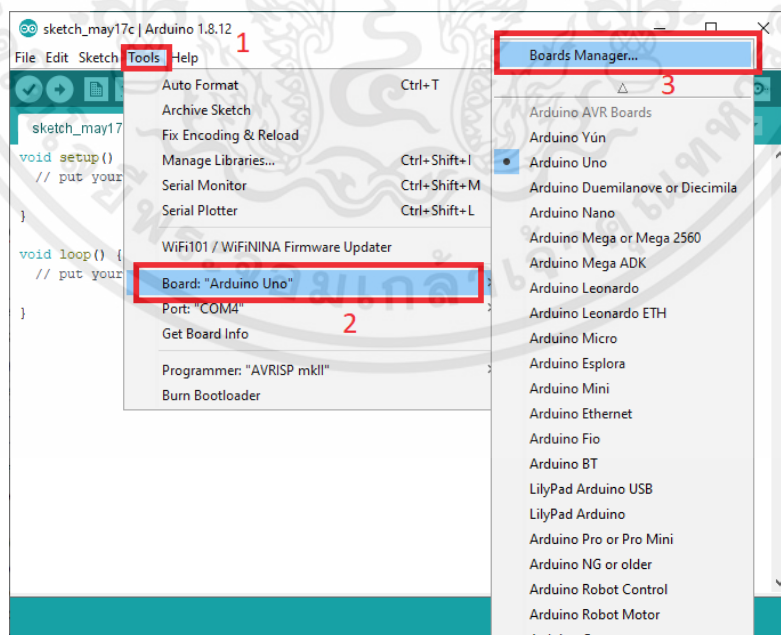 sketch_may17c | Arduino 1.8.12
1
File Edit Sketch Tools Help
sketch_may17
void setup()
// put your
}
void loop() {
// put your
}
Auto Format Ctrl+T
Archive Sketch
Fix Encoding & Reload
Manage Libraries... Ctrl+Shift+I
Serial Monitor Ctrl+Shift+M
Serial Plotter Ctrl+Shift+L
WiFi101 / WiFiNINA Firmware Updater
Board: "Arduino Uno"
Port: "COM4"
2
Get Board Info
Programmer: "AVRISP mkII"
Burn Bootloader
Boards Manager...
3
Arduino AVR Boards
Arduino Yún
Arduino Uno
Arduino Duemilanove or Diecimila
Arduino Nano
Arduino Mega or Mega 2560
Arduino Mega ADK
Arduino Leonardo
Arduino Leonardo ETH
Arduino Micro
Arduino Esplora
Arduino Mini
Arduino Ethernet
Arduino Fio
Arduino BT
LilyPad Arduino USB
LilyPad Arduino
Arduino Pro or Pro Mini
Arduino NG or older
Arduino Robot Control
Arduino Robot Motor